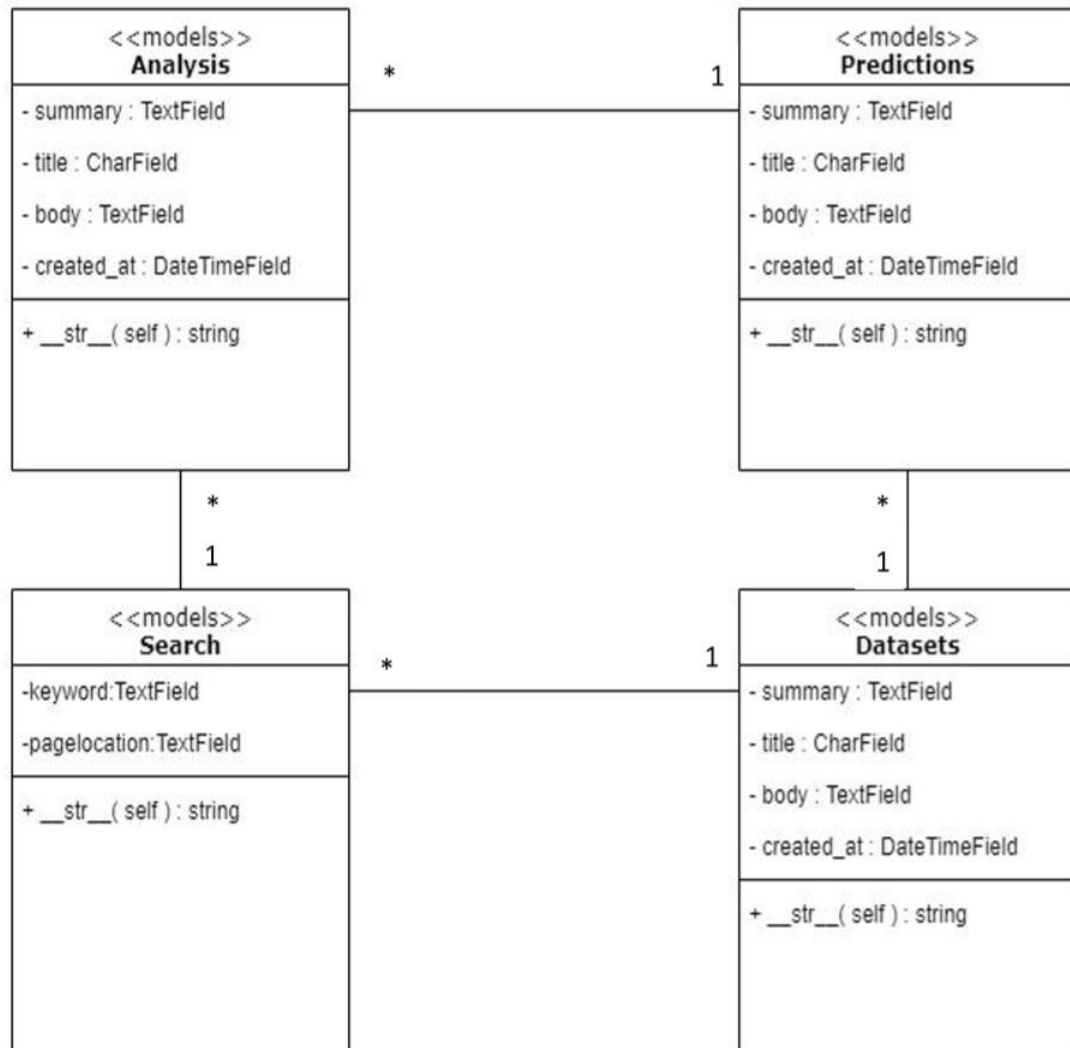 <<models>>
Analysis
- summary : TextField
- title : CharField
- body : TextField
- created_at : DateTimeField
+ __str__( self ) : string
*
1
<<models>>
Predictions
- summary : TextField
- title : CharField
- body : TextField
- created_at : DateTimeField
+ __str__( self ) : string
*
1
*
1
<<models>>
Search
-keyword:TextField
-pagelocation:TextField
+ __str__( self ) : string
*
1
<<models>>
Datasets
- summary : TextField
- title : CharField
- body : TextField
- created_at : DateTimeField
+ __str__( self ) : string